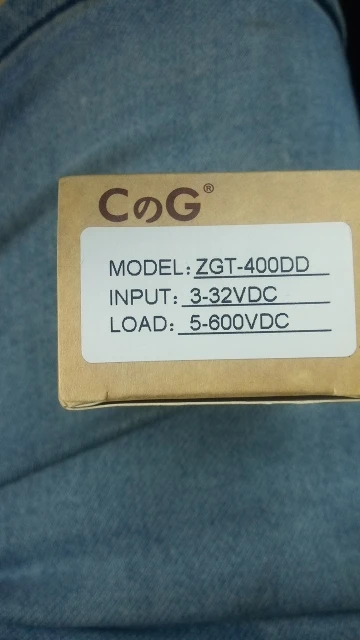 CのG®
MODEL: ZGT-400DD
INPUT: 3-32VDC
LOAD: 5-600VDC